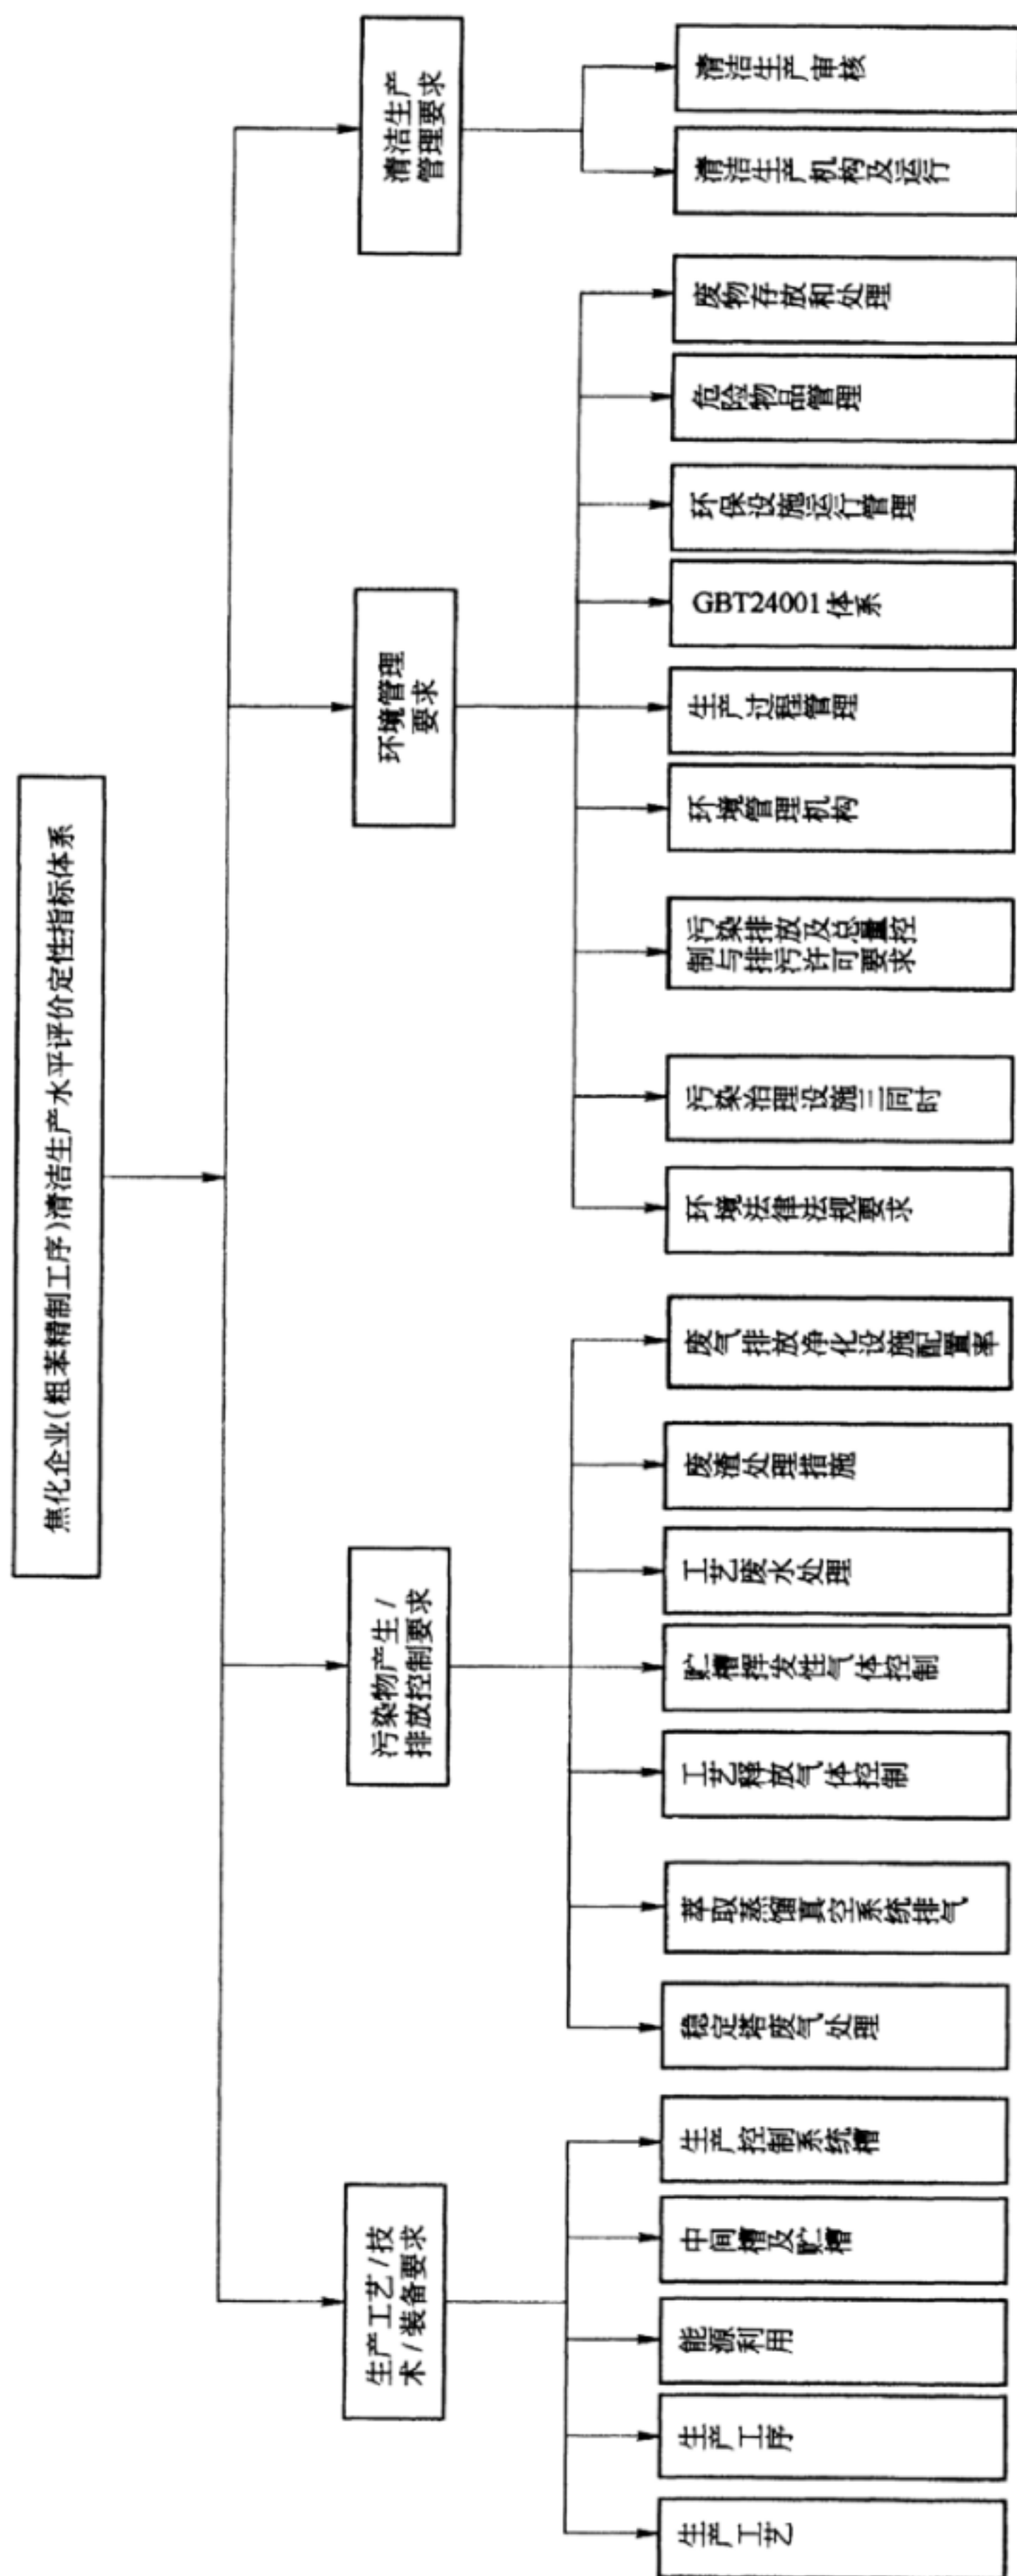 焦化企业(粗苯精制工序)清洁生产水平评价定性指标体系
生产工艺/技
术/装备要求
污染物产生/
排放控制要求
环境管理
要求
清洁生产
管理要求
生产工艺
生产工序
能源利用
中间槽及贮槽
生产控制系统槽
稳定塔废气处理
萃取蒸馏真空系统排气
工艺释放气体控制
贮槽挥发性气体控制
工艺废水处理
废渣处理措施
废气排放净化设施配置率
环境法律法规要求
污染治理设施三同时
污染排放及总量控
制与排污许可要求
环境管理机构
生产过程管理
GBT24001体系
环保设施运行管理
危险物品管理
废物存放和处理
清洁生产机构及运行
清洁生产审核